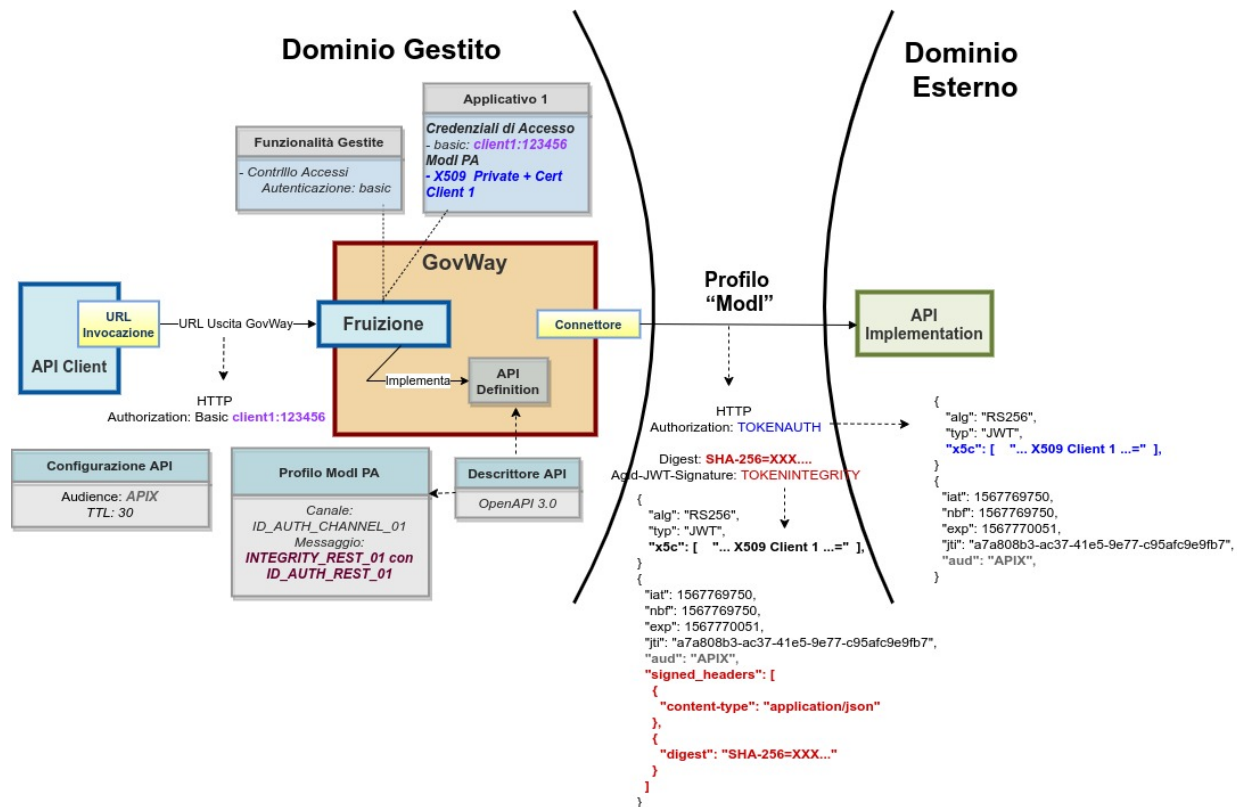 Dominio Gestito
Dominio
Esterno
Applicativo 1
Credenziali di Accesso
- basic: client1:123456
ModI PA
- X509 Private + Cert
Client 1
Funzionalità Gestite
- Contrlllo Accessi
Autenticazione: basic
GovWay
Profilo
“ModI”
URL
Invocazione
API Client
URL Uscita GovWay
Fruizione
Connettore
API
Implementation
Implementa
API
Definition
HTTP
Authorization: Basic client1:123456
Configurazione API
Audience: APIX
TTL: 30
Profilo ModI PA
Canale:
ID_AUTH_CHANNEL_01
Messaggio:
INTEGRITY_REST_01 con
ID_AUTH_REST_01
Descrittore API
OpenAPI 3.0
HTTP
Authorization: TOKENAUTH
Digest: SHA-256=XXX....
Agid-JWT-Signature: TOKENINTEGRITY
{
"alg": "RS256",
"typ": "JWT",
"x5c": [ "... X509 Client 1 ...=" ],
}
{
"iat": 1567769750,
"nbf": 1567769750,
"exp": 1567770051,
"jti": "a7a808b3-ac37-41e5-9e77-c95afc9e9fb7",
"aud": "APIX",
"signed_headers": [
{
"content-type": "application/json"
},
{
"digest": "SHA-256=XXX..."
}
]
}
{
"alg": "RS256",
"typ": "JWT",
"x5c": [ "... X509 Client 1 ...=" ],
}
{
"iat": 1567769750,
"nbf": 1567769750,
"exp": 1567770051,
"jti": "a7a808b3-ac37-41e5-9e77-c95afc9e9fb7",
"aud": "APIX",
}